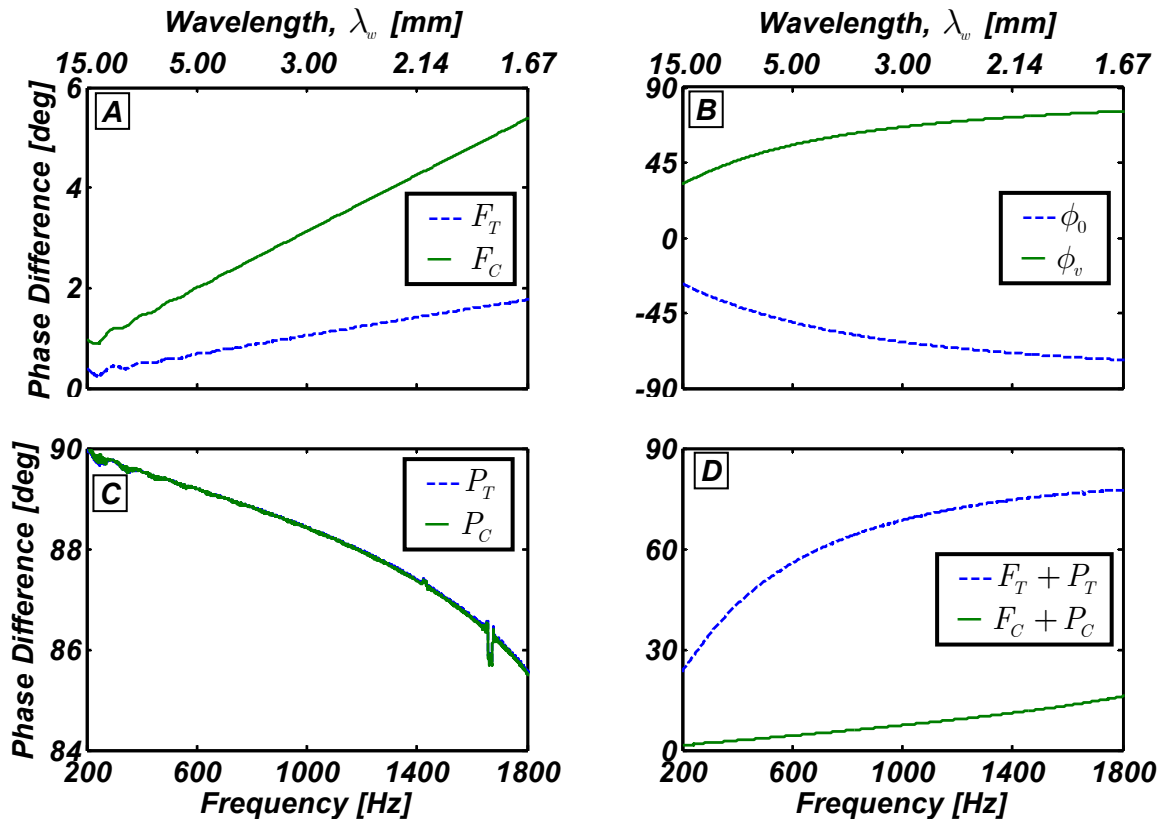 Wavelength, λw [mm]
15.00 5.00 3.00 2.14 1.67
Wavelength, λw [mm]
15.00 5.00 3.00 2.14 1.67
Phase Difference [deg]
6
4
2
0
A
FT
FC
90
45
0
-45
-90
B
ϕ0
ϕv
Phase Difference [deg]
90
88
86
84
C
PT
PC
200 600 1000 1400 1800
Frequency [Hz]
90
60
30
0
D
FT + PT
FC + PC
200 600 1000 1400 1800
Frequency [Hz]